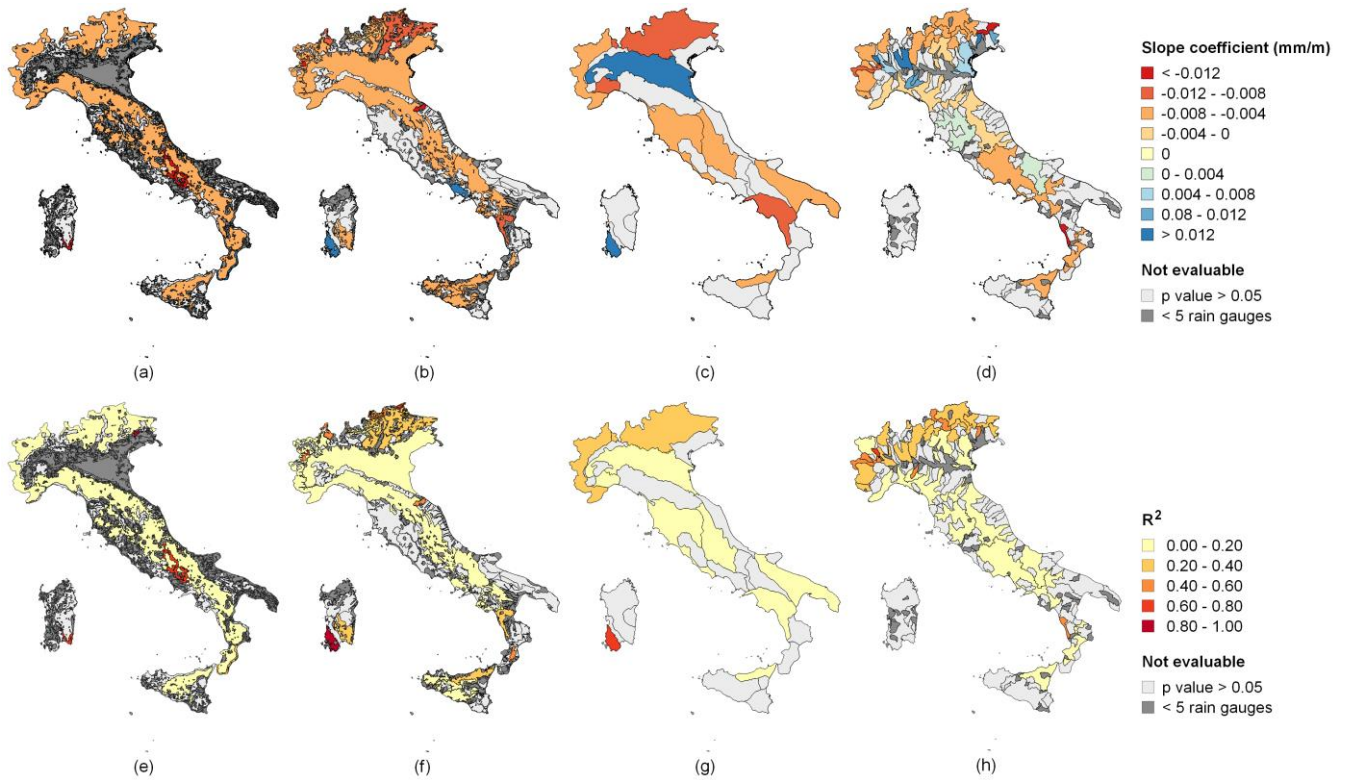 Slope coefficient (mm/m)
< -0.012
-0.012 - -0.008
-0.008 - -0.004
-0.004 - 0
0
0 - 0.004
0.004 - 0.008
0.08 - 0.012
> 0.012
Not evaluable
p value > 0.05
< 5 rain gauges
(a)
(b)
(c)
(d)
R²
0.00 - 0.20
0.20 - 0.40
0.40 - 0.60
0.60 - 0.80
0.80 - 1.00
Not evaluable
p value > 0.05
< 5 rain gauges
(e)
(f)
(g)
(h)